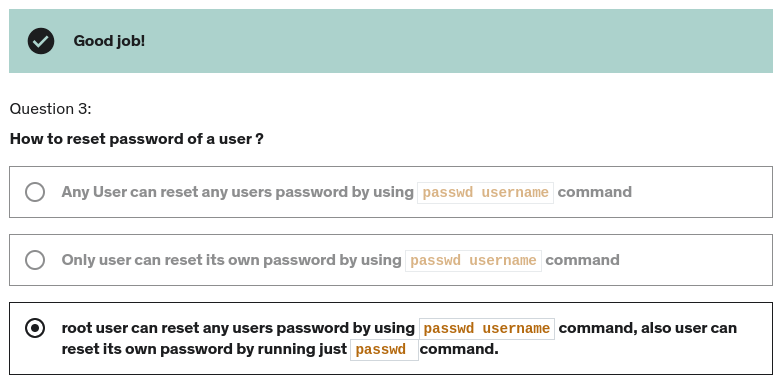 Good job!
Question 3:
How to reset password of a user ?
Any User can reset any users password by using passwd username command
Only user can reset its own password by using passwd username command
root user can reset any users password by using passwd username command, also user can
reset its own password by running just passwd command.